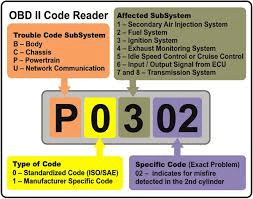 OBD II Code Reader
Trouble Code SubSystem
B – Body
C – Chassis
P – Powertrain
U – Network Communication
Affected SubSystem
1 – Secondary Air Injection System
2 – Fuel System
3 – Ignition System
4 – Exhaust Monitoring System
5 – Idle Speed Control or Cruise Control
6 – Input / Output Signal from ECU
7 and 8 – Transmission System
P0302
Type of Code
0 – Standardized Code (ISO/SAE)
1 – Manufacturer Specific Code
Specific Code (Exact Problem)
02 – indicates for misfire
detected in the 2nd cylinder